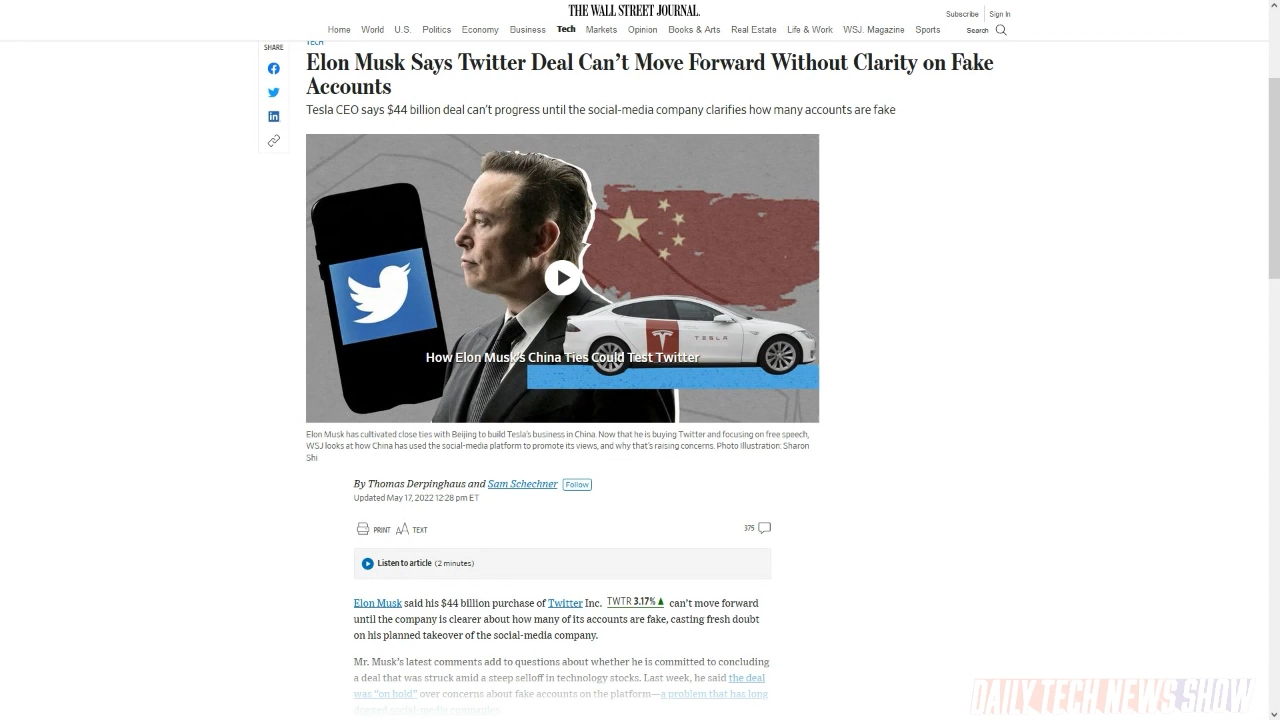 THE WALL STREET JOURNAL.
Subscribe Sign In
Home World U.S. Politics Economy Business Tech Markets Opinion Books & Arts Real Estate Life & Work WSJ. Magazine Sports Search
SHARE
TECH
Elon Musk Says Twitter Deal Can’t Move Forward Without Clarity on Fake
Accounts
Tesla CEO says $44 billion deal can’t progress until the social-media company clarifies how many accounts are fake
TESLA
How Elon Musk’s China Ties Could Test Twitter
Elon Musk has cultivated close ties with Beijing to build Tesla’s business in China. Now that he is buying Twitter and focusing on free speech,
WSJ looks at how China has used the social-media platform to promote its views, and why that’s raising concerns. Photo Illustration: Sharon
Shi
By Thomas Derpinghaus and Sam Schechner Follow
Updated May 17, 2022 12:28 pm ET
PRINT AA TEXT
375
Listen to article (2 minutes)
Elon Musk said his $44 billion purchase of Twitter Inc. TWTR 3.17% ▲ can’t move forward
until the company is clearer about how many of its accounts are fake, casting fresh doubt
on his planned takeover of the social-media company.
Mr. Musk’s latest comments add to questions about whether he is committed to concluding
a deal that was struck amid a steep selloff in technology stocks. Last week, he said the deal
was “on hold” over concerns about fake accounts on the platform—a problem that has long
dogged social-media companies.
DAILY TECH NEWS SHOW